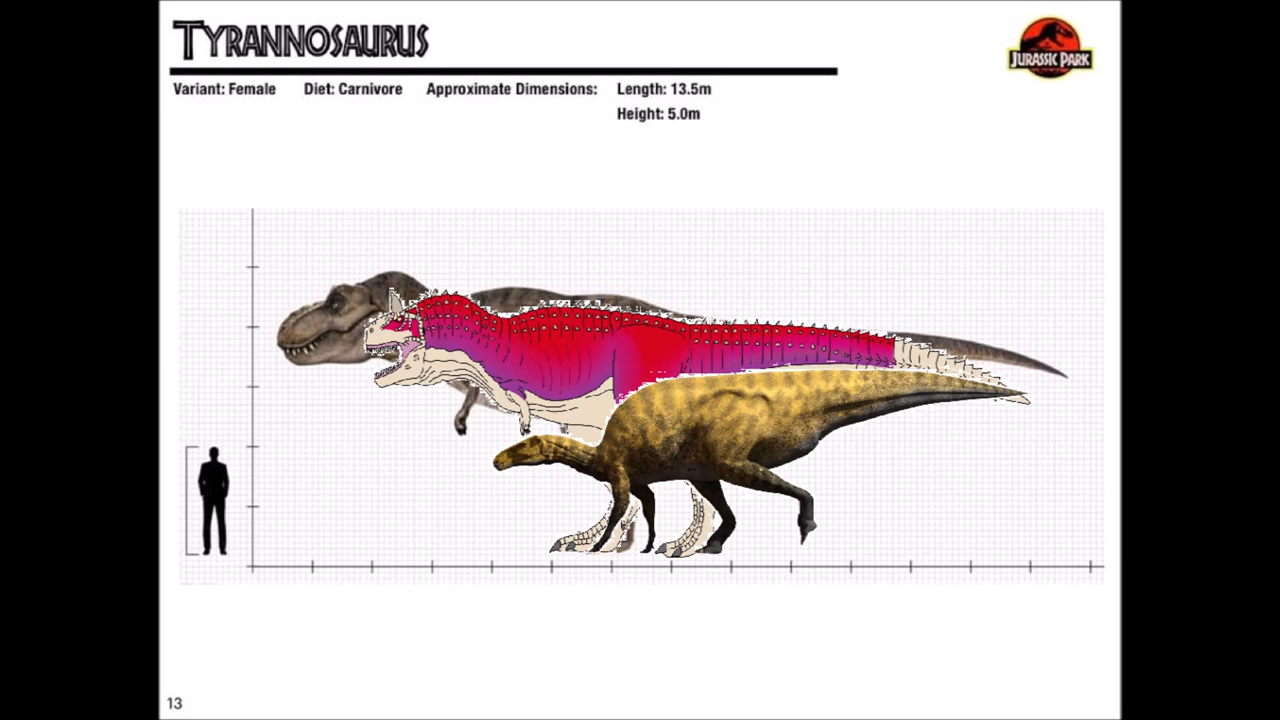 TYRANNOSAURUS
JURASSIC PARK
Variant: Female Diet: Carnivore Approximate Dimensions: Length: 13.5m
Height: 5.0m
13